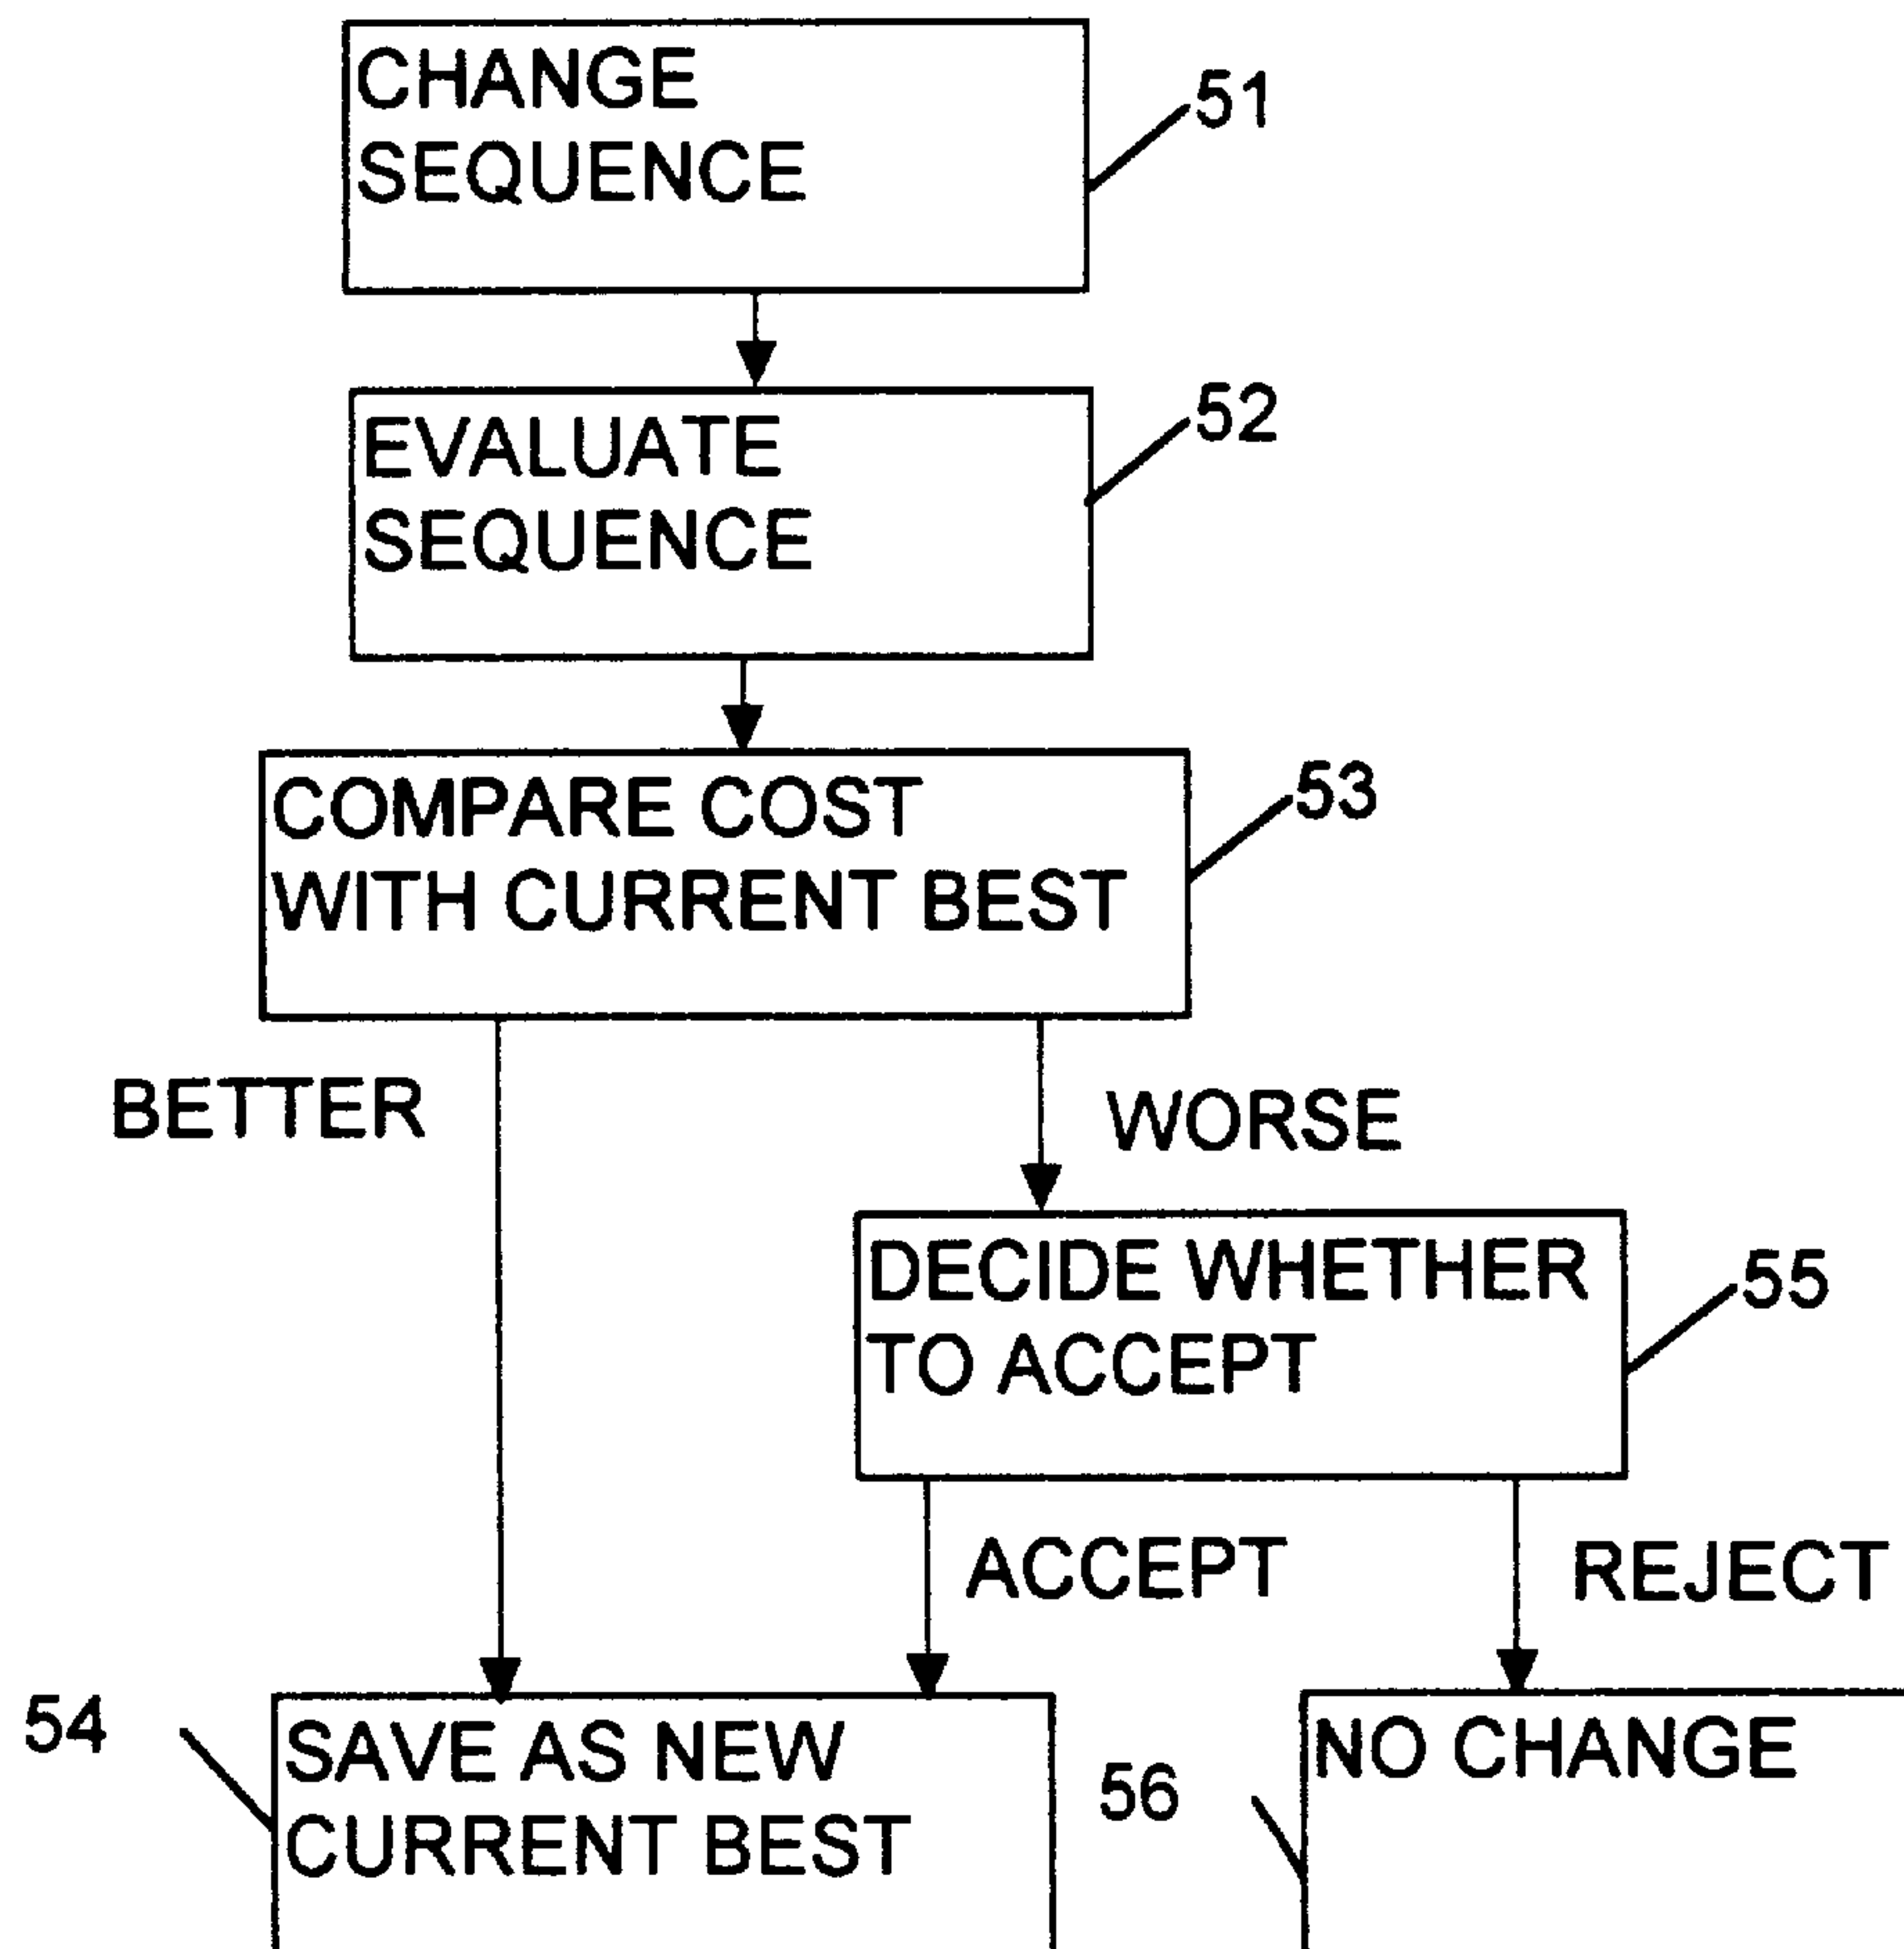 CHANGE
SEQUENCE
51
EVALUATE
SEQUENCE
52
COMPARE COST
WITH CURRENT BEST
53
BETTER
WORSE
DECIDE WHETHER
TO ACCEPT
55
ACCEPT
REJECT
54
SAVE AS NEW
CURRENT BEST
56
NO CHANGE